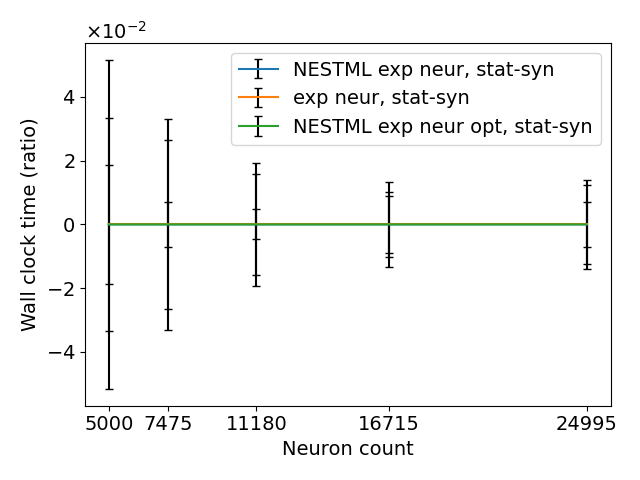 ×10⁻²
NESTML exp neur, stat-syn
exp neur, stat-syn
NESTML exp neur opt, stat-syn
4
2
0
−2
−4
Wall clock time (ratio)
5000 7475 11180 16715 24995
Neuron count